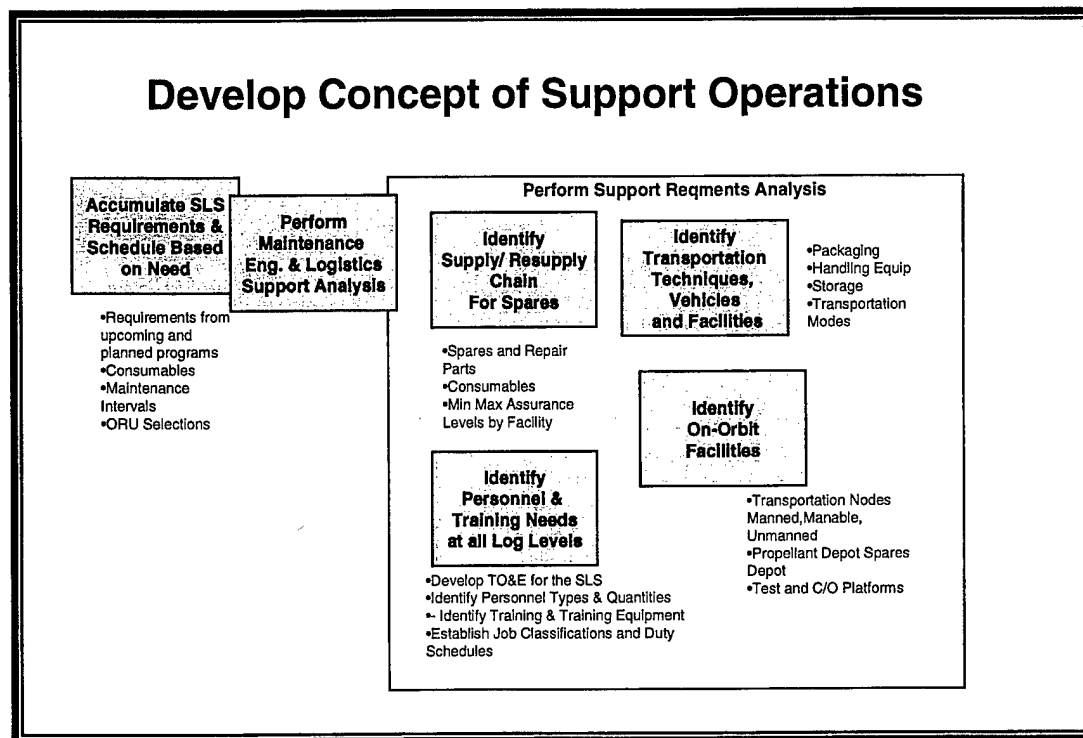 Develop Concept of Support Operations
Accumulate SLS
Requirements &
Schedule Based
on Need
•Requirements from
upcoming and
planned programs
•Consumables
•Maintenance
Intervals
•ORU Selections
Perform
Maintenance
Eng. & Logistics
Support Analysis
Perform Support Reqments Analysis
Identify
Supply/ Resupply
Chain
For Spares
•Spares and Repair
Parts
•Consumables
•Min Max Assurance
Levels by Facility
Identify
Transportation
Techniques,
Vehicles
and Facilities
•Packaging
•Handling Equip
•Storage
•Transportation
Modes
Identify
Personnel &
Training Needs
at all Log Levels
•Develop TO&E for the SLS
•Identify Personnel Types & Quantities
•- Identify Training & Training Equipment
•Establish Job Classifications and Duty
Schedules
Identify
On-Orbit
Facilities
•Transportation Nodes
Manned,Manable,
Unmanned
•Propellant Depot Spares
Depot
•Test and C/O Platforms